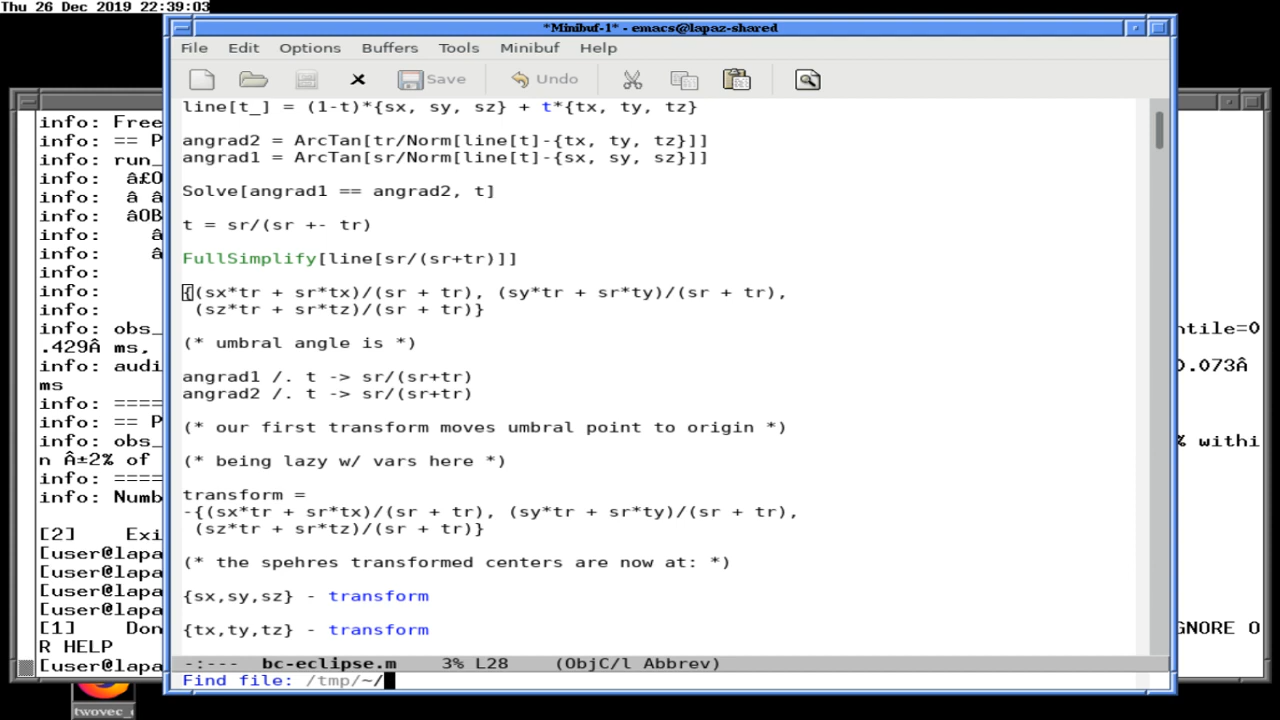 Thu 26 Dec 2019 22:39:03
*Minibuf-1* - emacs@lapaz-shared
File Edit Options Buffers Tools Minibuf Help
Save Undo
line[t_] = (1-t)*{sx, sy, sz} + t*{tx, ty, tz}
angrad2 = ArcTan[tr/Norm[line[t]-{tx, ty, tz}]]
angrad1 = ArcTan[sr/Norm[line[t]-{sx, sy, sz}]]
Solve[angrad1 == angrad2, t]
t = sr/(sr +- tr)
FullSimplify[line[sr/(sr+tr)]]
{(sx*tr + sr*tx)/(sr + tr), (sy*tr + sr*ty)/(sr + tr),
(sz*tr + sr*tz)/(sr + tr)}
(* umbral angle is *)
angrad1 /. t -> sr/(sr+tr)
angrad2 /. t -> sr/(sr+tr)
(* our first transform moves umbral point to origin *)
(* being lazy w/ vars here *)
transform =
-{(sx*tr + sr*tx)/(sr + tr), (sy*tr + sr*ty)/(sr + tr),
(sz*tr + sr*tz)/(sr + tr)}
(* the spehres transformed centers are now at: *)
{sx,sy,sz} - transform
{tx,ty,tz} - transform
-:--- bc-eclipse.m 3% L28 (ObjC/l Abbrev)
Find file: /tmp/~/
info: Free
info: == P
info: run_
info: â£O
info: â â
info: âOB
info: â
info: â
info:
info:
info:
info: obs_ ntile=0
.429Â ms,
info: audi 0.073Â
ms
info: ====
info: == P
info: obs_ % withi
n Â±2% of
info: ====
info: Numb
[2] Exi
[user@lapa
[user@lapa
[user@lapa
[user@lapa
[1] Don GNORE O
R HELP
[user@lapa
twovec_